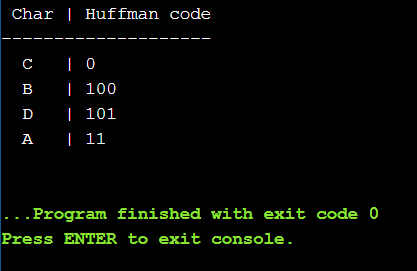 Char | Huffman code
--------------------
C | 0
B | 100
D | 101
A | 11
...Program finished with exit code 0
Press ENTER to exit console.